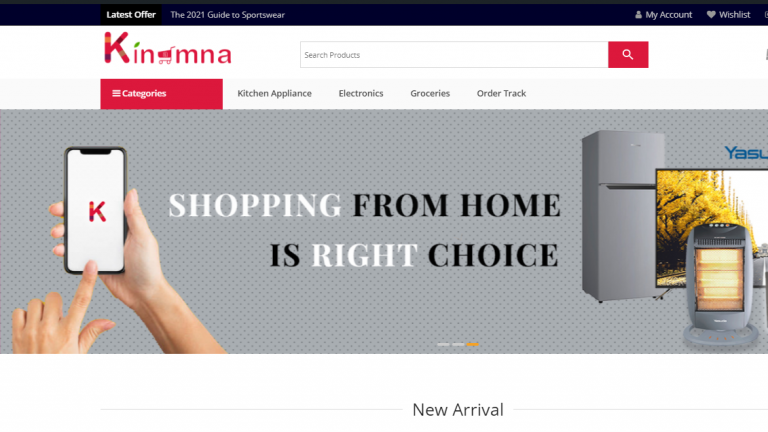 Latest Offer The 2021 Guide to Sportswear My Account Wishlist
Kinamna
Search Products
Categories Kitchen Appliance Electronics Groceries Order Track
K
SHOPPING FROM HOME
IS RIGHT CHOICE
New Arrival